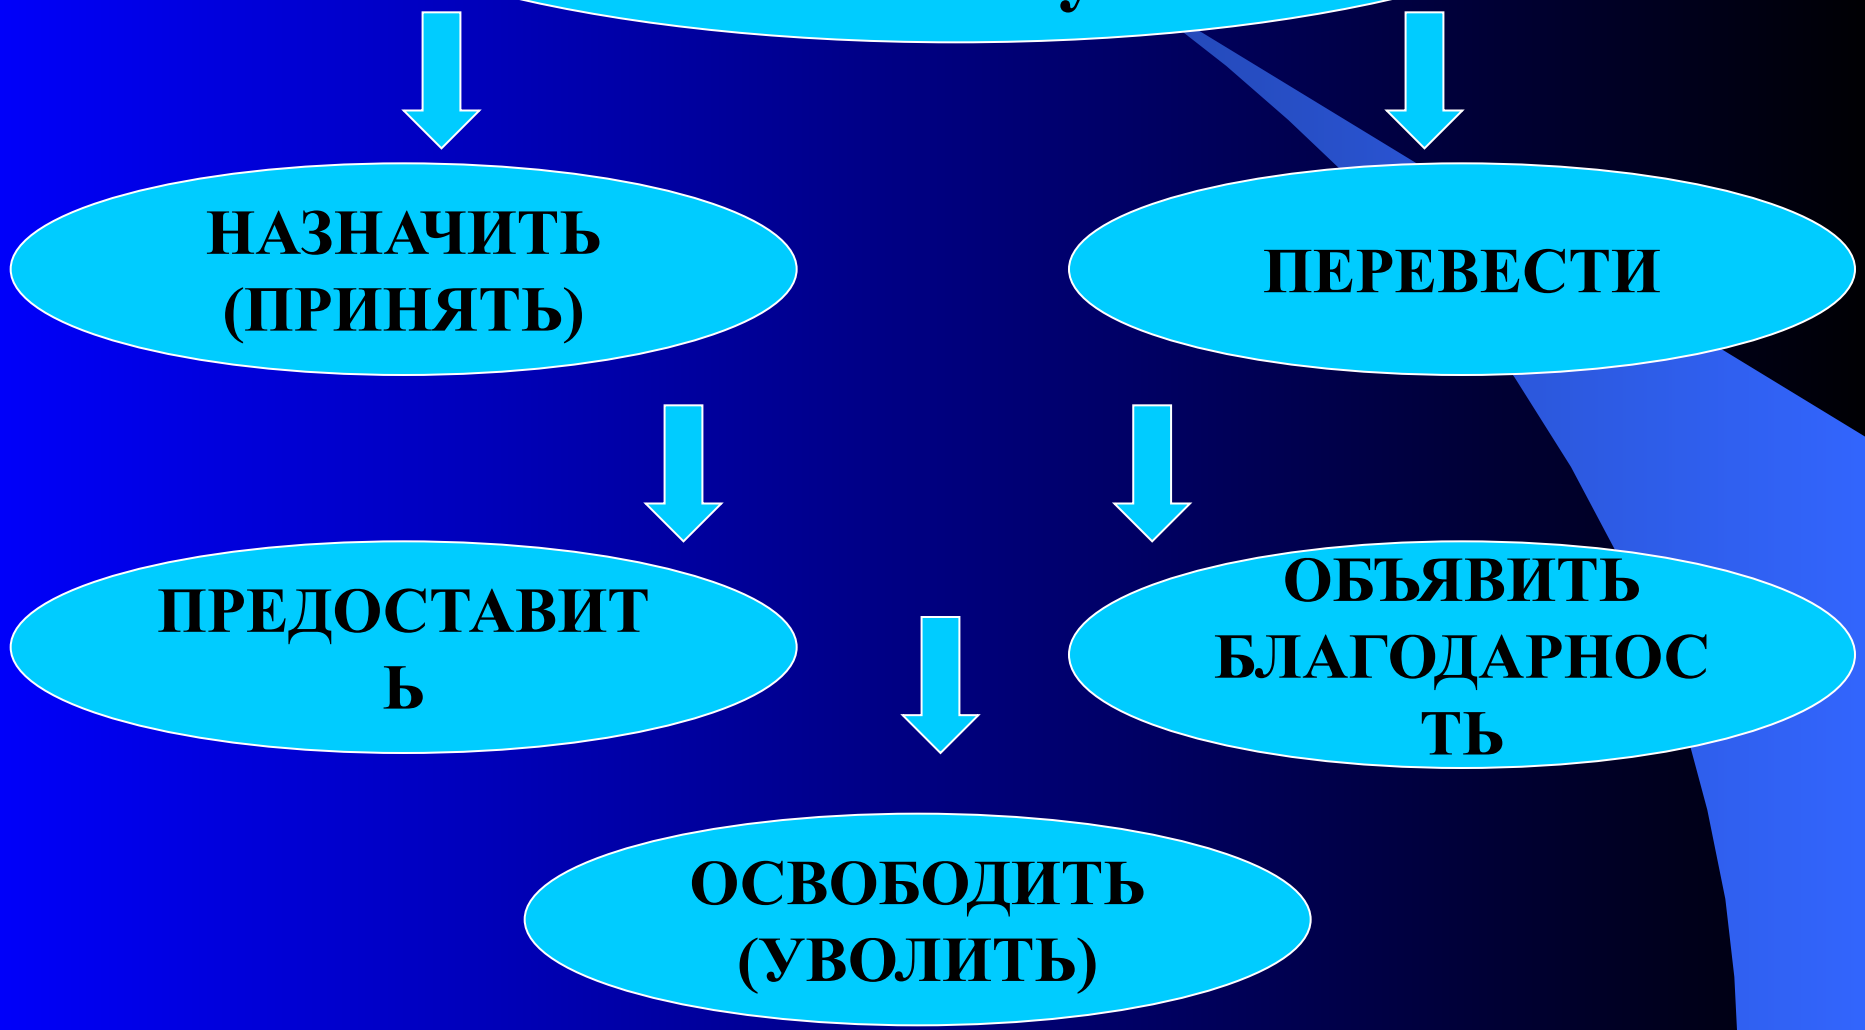 НАЗНАЧИТЬ
(ПРИНЯТЬ)
ПЕРЕВЕСТИ
ПРЕДОСТАВИТ
Ь
ОБЪЯВИТЬ
БЛАГОДАРНОС
ТЬ
ОСВОБОДИТЬ
(УВОЛИТЬ)